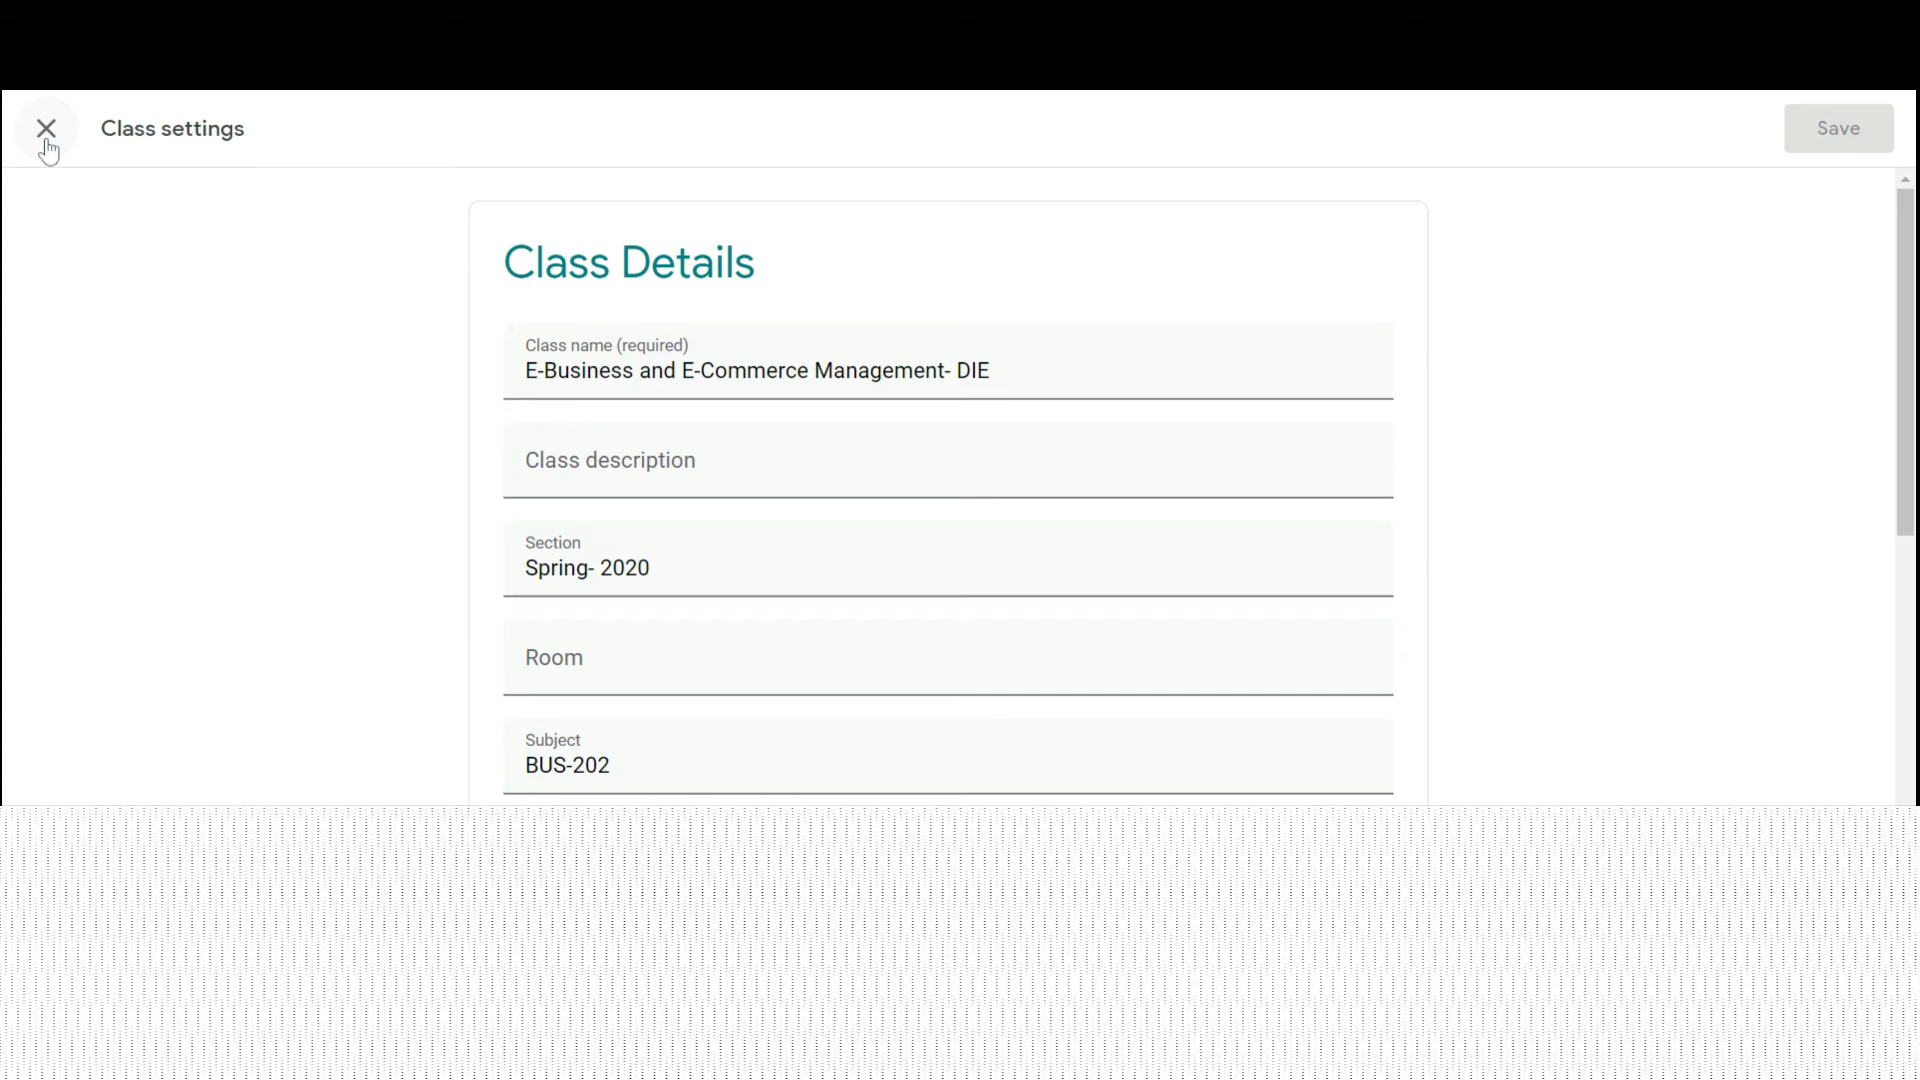 Class settings
Save
Class Details
Class name (required)
E-Business and E-Commerce Management- DIE
Class description
Section
Spring- 2020
Room
Subject
BUS-202